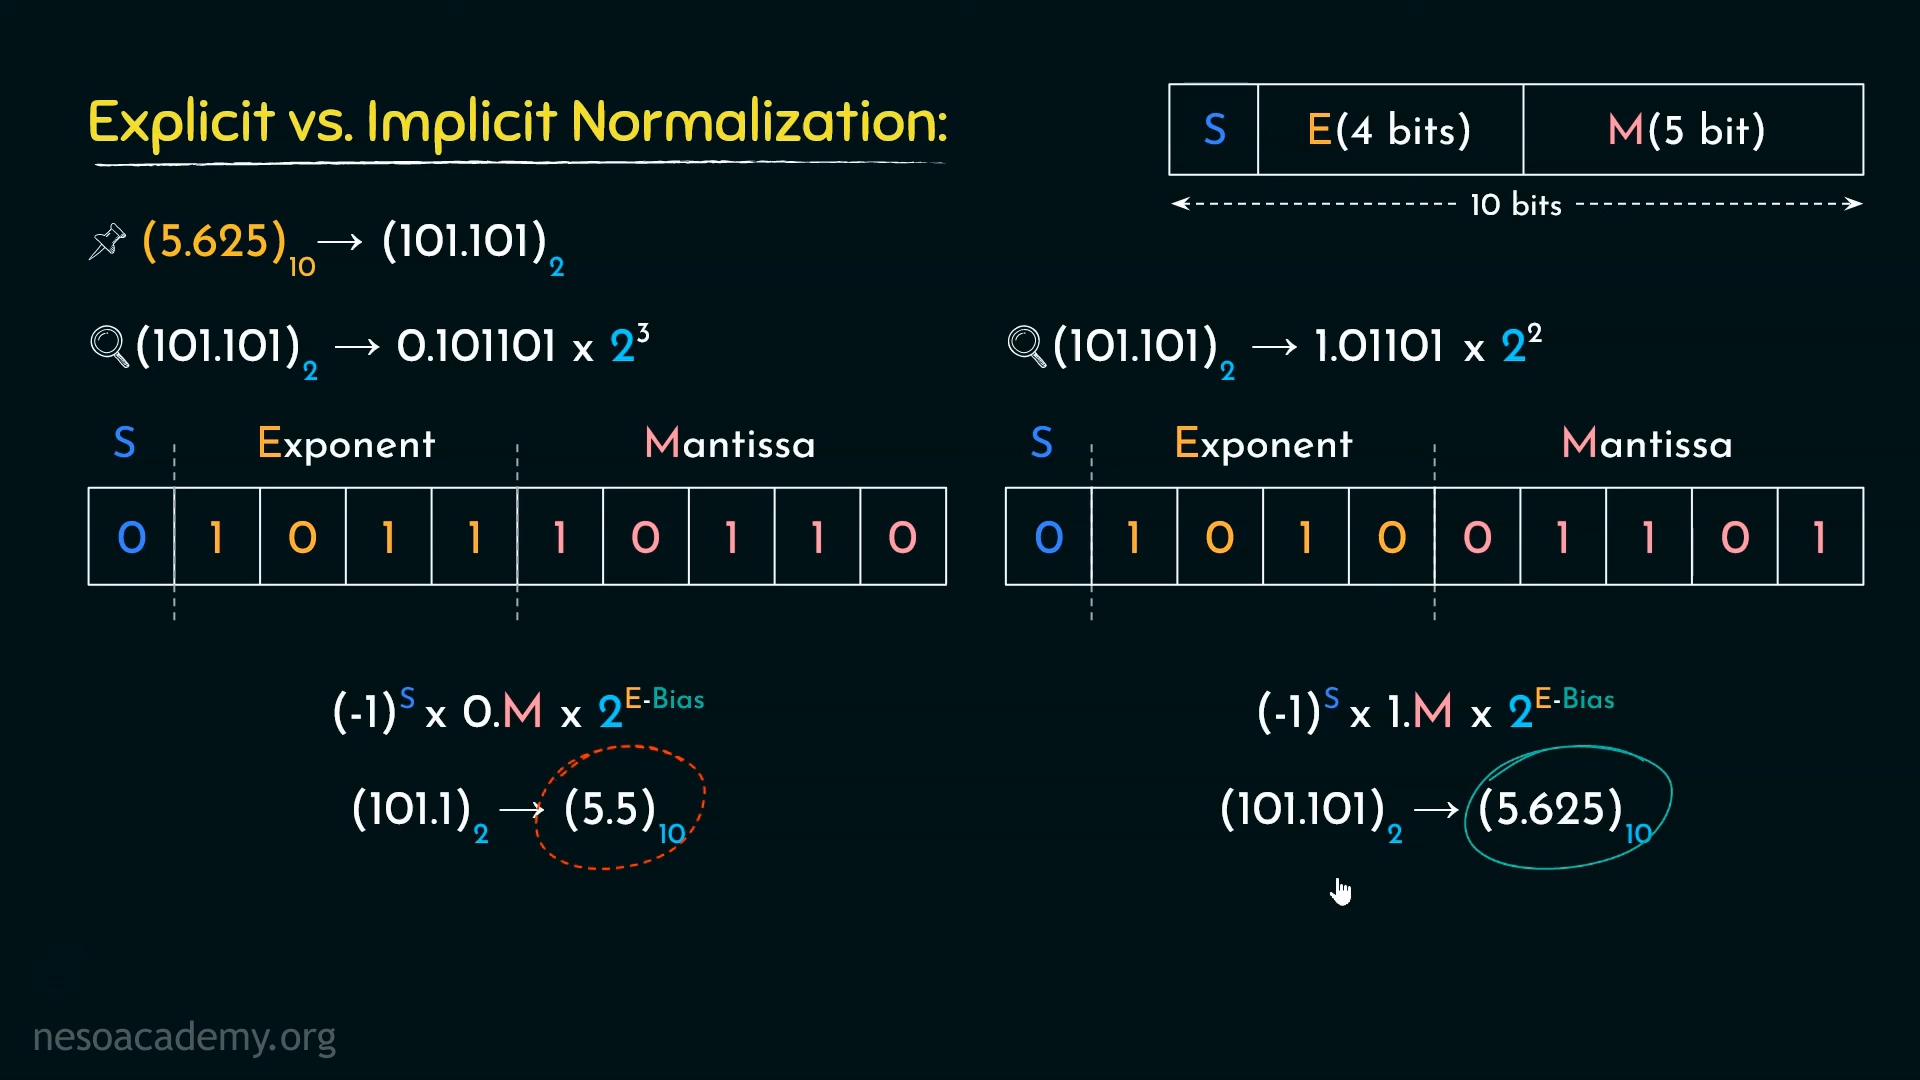 Explicit vs. Implicit Normalization:
S E(4 bits) M(5 bit)
10 bits
(5.625)₁₀ → (101.101)₂
(101.101)₂ → 0.101101 x 2³
(101.101)₂ → 1.01101 x 2²
S Exponent Mantissa
0 1 0 1 1 1 0 1 1 0
S Exponent Mantissa
0 1 0 1 0 0 1 1 0 1
(-1)^S x 0.M x 2^E-Bias
(101.1)₂ → (5.5)₁₀
(-1)^S x 1.M x 2^E-Bias
(101.101)₂ → (5.625)₁₀
nesoacademy.org